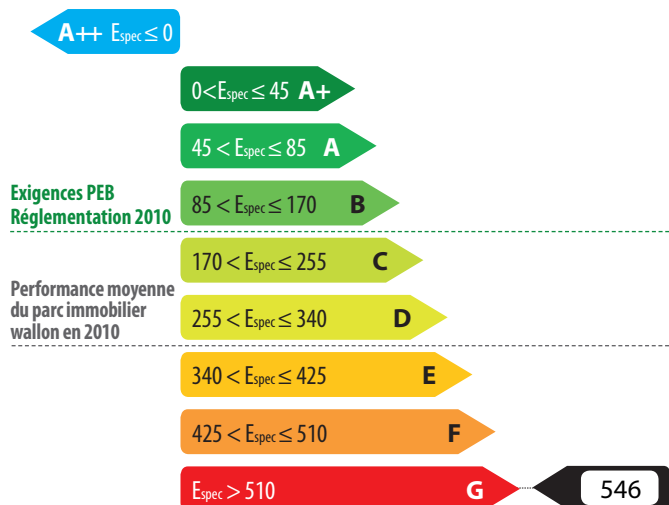 A++ Espec ≤ 0
0<Espec ≤ 45 A+
45 < Espec ≤ 85 A
Exigences PEB
Réglementation 2010
85 < Espec ≤ 170 B
170 < Espec ≤ 255 C
Performance moyenne
du parc immobilier
wallon en 2010
255 < Espec ≤ 340 D
340 < Espec ≤ 425 E
425 < Espec ≤ 510 F
Espec > 510 G
546